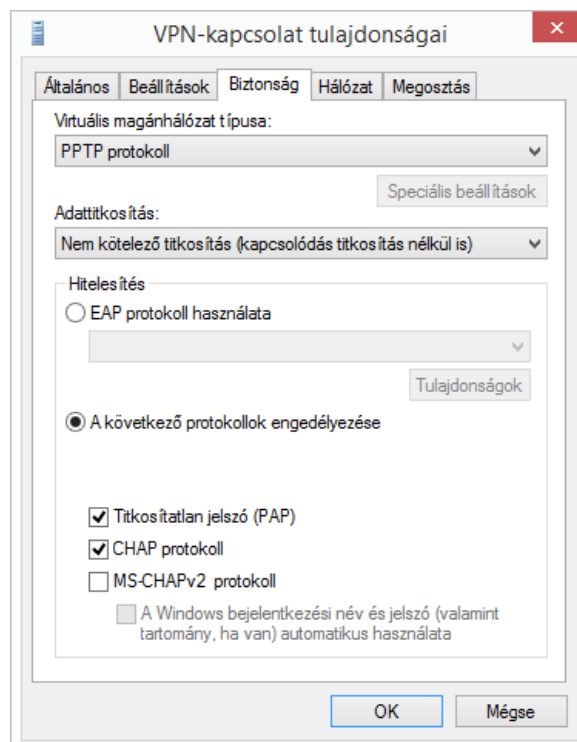 VPN-kapcsolat tulajdonságai
Általános Beállítások Biztonság Hálózat Megosztás
Virtuális magánhálózat típusa:
PPTP protokoll
Speciális beállítások
Adattitkosítás:
Nem kötelező titkosítás (kapcsolódás titkosítás nélkül is)
Hitelesítés
EAP protokoll használata
Tulajdonságok
A következő protokollok engedélyezése
Titkosítatlan jelszó (PAP)
CHAP protokoll
MS-CHAPv2 protokoll
A Windows bejelentkezési név és jelszó (valamint
tartomány, ha van) automatikus használata
OK Mégse